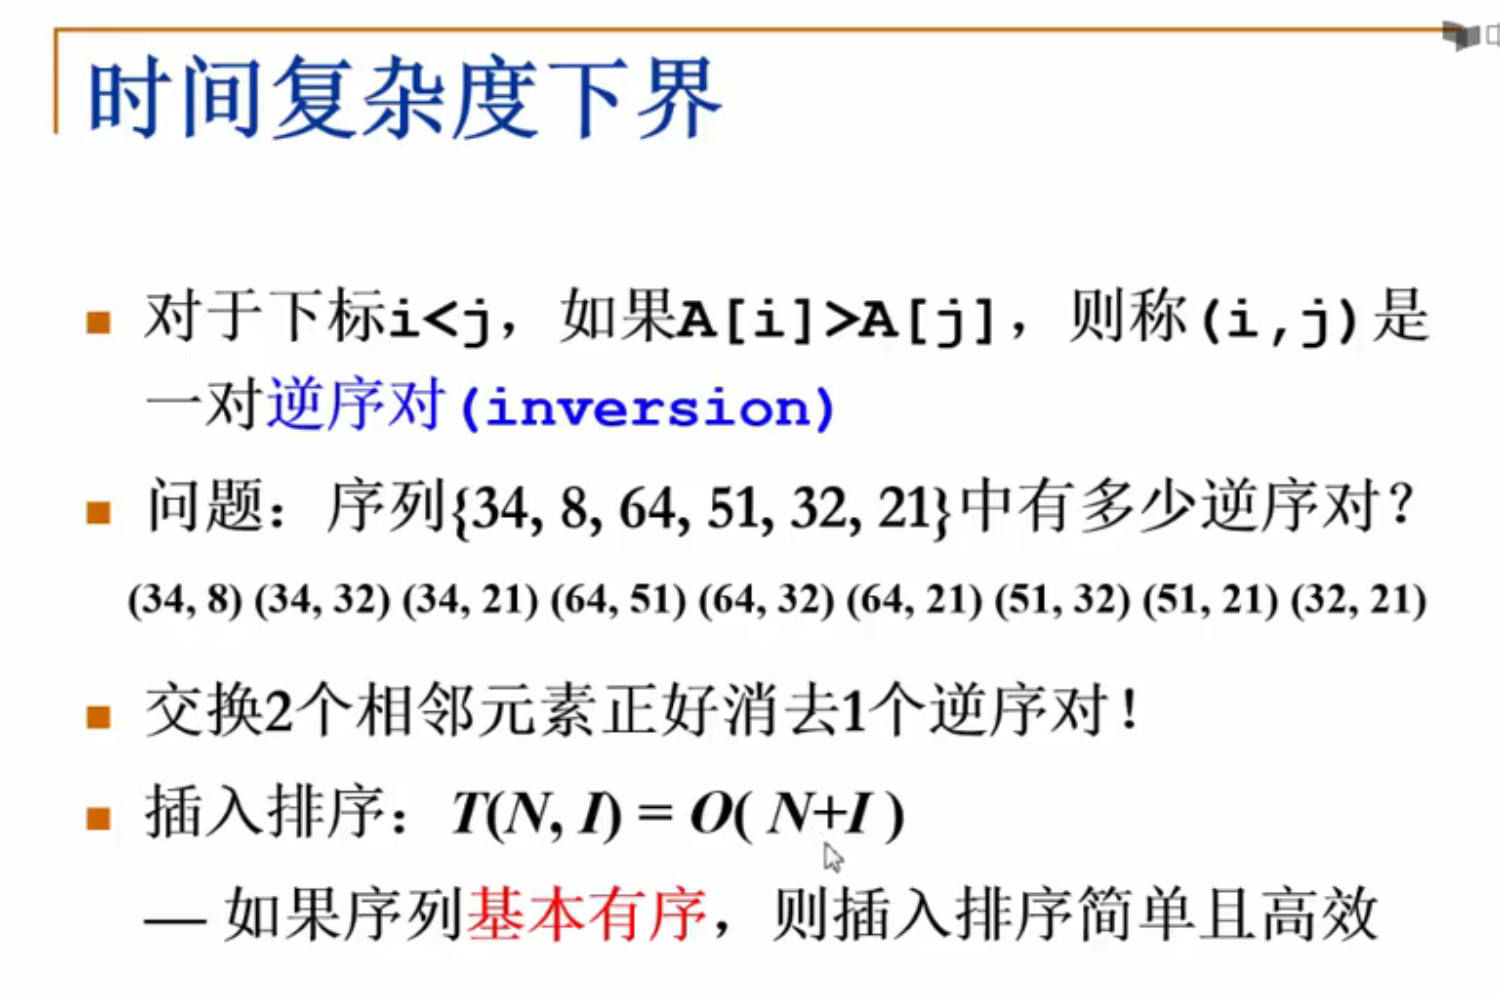 时间复杂度下界
对于下标i<j，如果A[i]>A[j]，则称(i,j)是
一对逆序对(inversion)
问题：序列{34, 8, 64, 51, 32, 21}中有多少逆序对？
(34, 8) (34, 32) (34, 21) (64, 51) (64, 32) (64, 21) (51, 32) (51, 21) (32, 21)
交换2个相邻元素正好消去1个逆序对！
插入排序：T(N, I) = O( N+I )
— 如果序列基本有序，则插入排序简单且高效